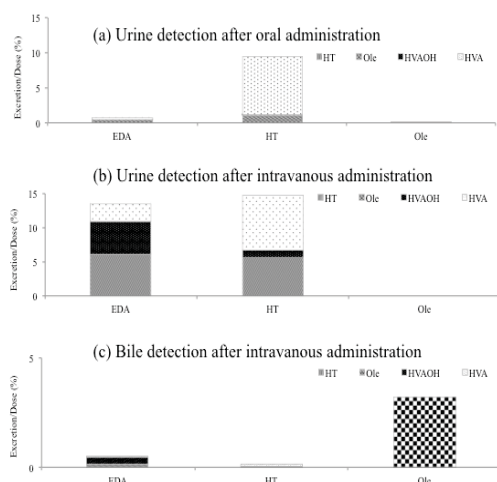 (a) Urine detection after oral administration
HT Ole HVAOH HVA
Excretion/Dose (%)
15
10
5
0
EDA HT Ole
(b) Urine detection after intravanous administration
HT Ole HVAOH HVA
Excretion/Dose (%)
15
10
5
0
EDA HT Ole
(c) Bile detection after intravanous administration
HT Ole HVAOH HVA
Excretion/Dose (%)
5
0
EDA HT Ole